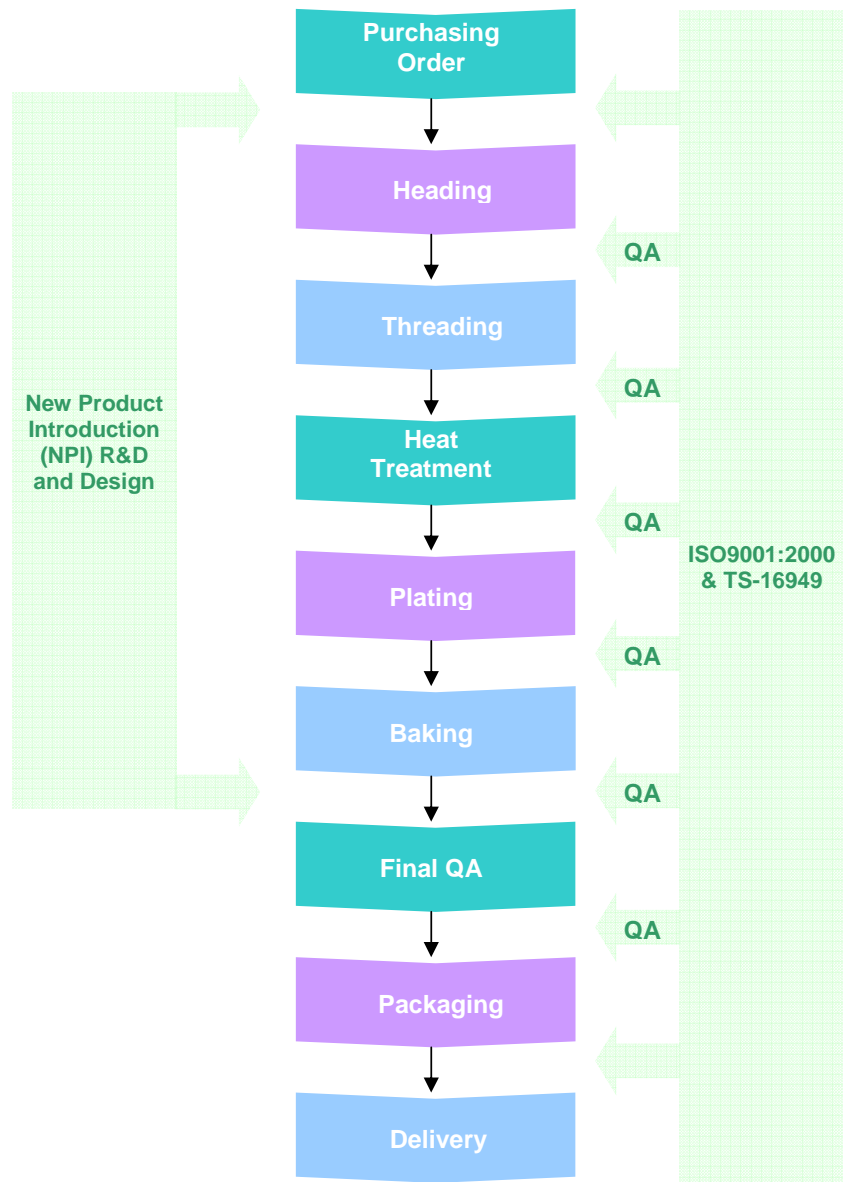 Purchasing
Order
Heading
QA
Threading
QA
New Product
Introduction
(NPI) R&D
and Design
Heat
Treatment
QA
ISO9001:2000
& TS-16949
Plating
QA
Baking
QA
Final QA
QA
Packaging
Delivery